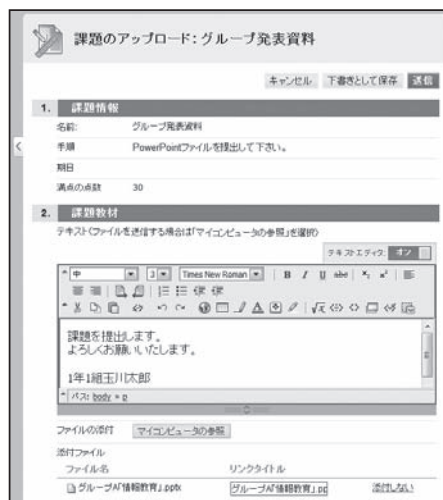 課題のアップロード：グループ発表資料
キャンセル 下書きとして保存 送信
1. 課題情報
名前: グループ発表資料
手順 PowerPointファイルを提出して下さい。
期日
満点の点数 30
2. 課題教材
テキスト(ファイルを送信する場合は「マイコンピュータの参照」を選択)
テキストエディタ: オン
中 3 Times New Roman B I U abc x₂ x²
課題を提出します。
よろしくお願いいたします。
1年1組玉川太郎
パス: body » p
ファイルの添付 マイコンピュータの参照
添付ファイル
ファイル名 リンクタイトル
グループA「情報教育」.pptx グループA「情報教育」.pp 添付しない